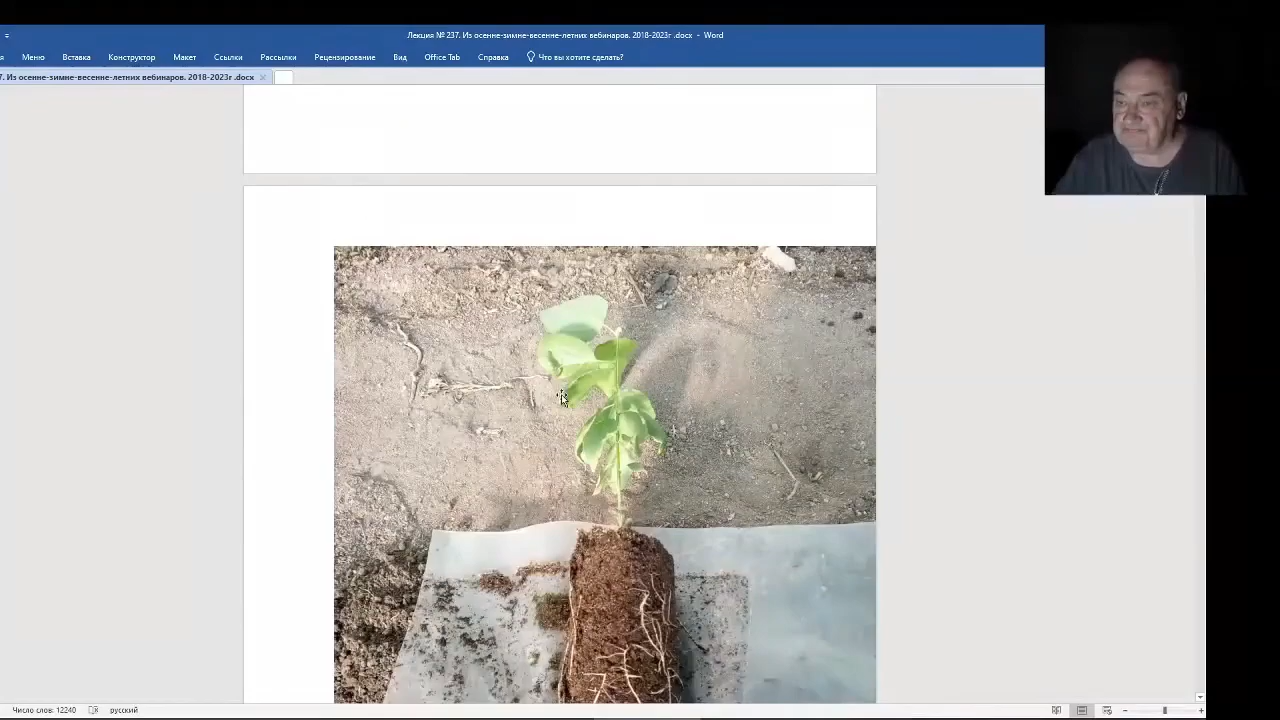 Лекция № 237. Из осенне-зимне-весенне-летних вебинаров. 2018-2023г .docx - Word
я Меню Вставка Конструктор Макет Ссылки Рассылки Рецензирование Вид Office Tab Справка Что вы хотите сделать?
7. Из осенне-зимне-весенне-летних вебинаров. 2018-2023г .docx
Число слов: 12240 русский